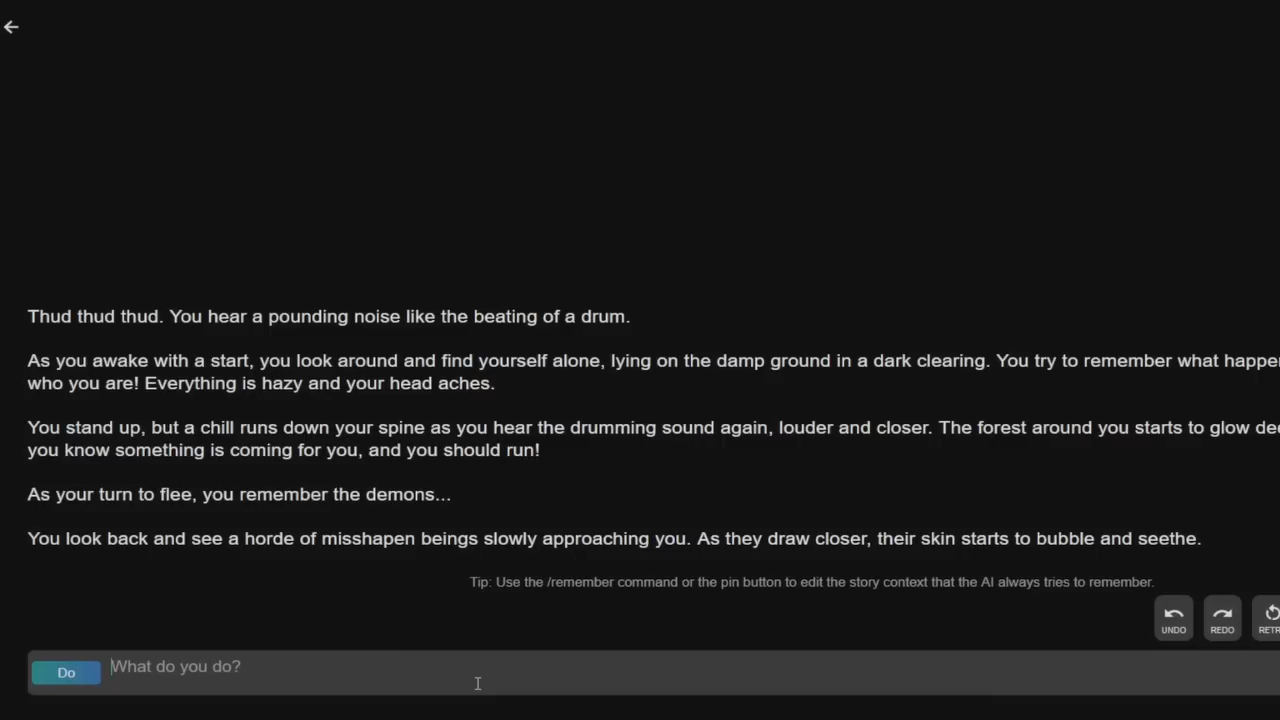 Thud thud thud. You hear a pounding noise like the beating of a drum.
As you awake with a start, you look around and find yourself alone, lying on the damp ground in a dark clearing. You try to remember what happe
who you are! Everything is hazy and your head aches.
You stand up, but a chill runs down your spine as you hear the drumming sound again, louder and closer. The forest around you starts to glow de
you know something is coming for you, and you should run!
As your turn to flee, you remember the demons...
You look back and see a horde of misshapen beings slowly approaching you. As they draw closer, their skin starts to bubble and seethe.
Tip: Use the /remember command or the pin button to edit the story context that the AI always tries to remember.
UNDO REDO RETR
Do What do you do?